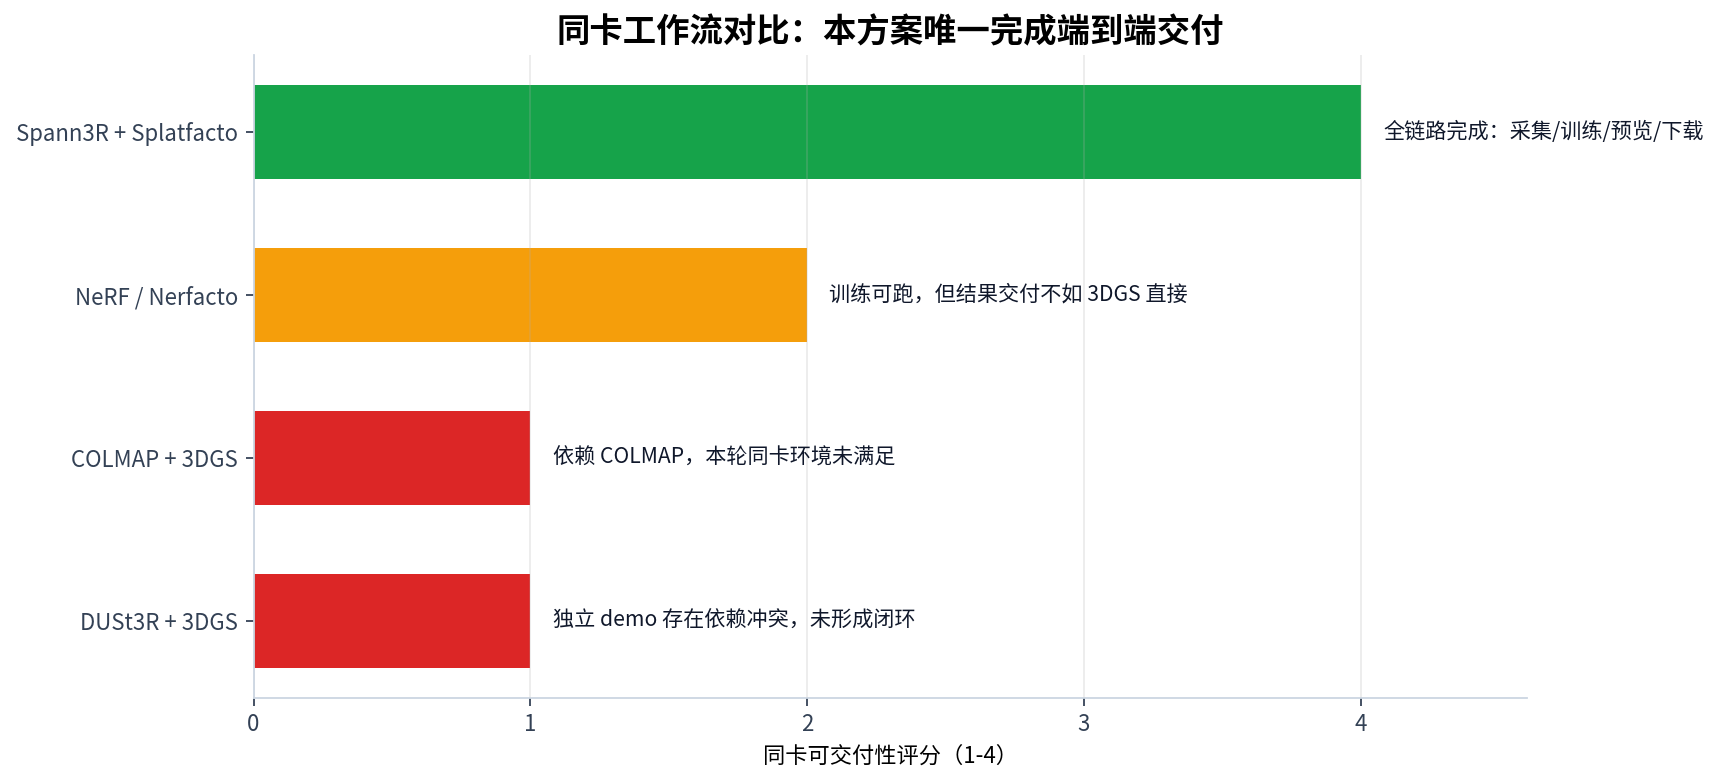 同卡工作流对比：本方案唯一完成端到端交付
Spann3R + Splatfacto
全链路完成：采集/训练/预览/下载
NeRF / Nerfacto
训练可跑，但结果交付不如 3DGS 直接
COLMAP + 3DGS
依赖 COLMAP，本轮同卡环境未满足
DUSt3R + 3DGS
独立 demo 存在依赖冲突，未形成闭环
0 1 2 3 4
同卡可交付性评分（1-4）